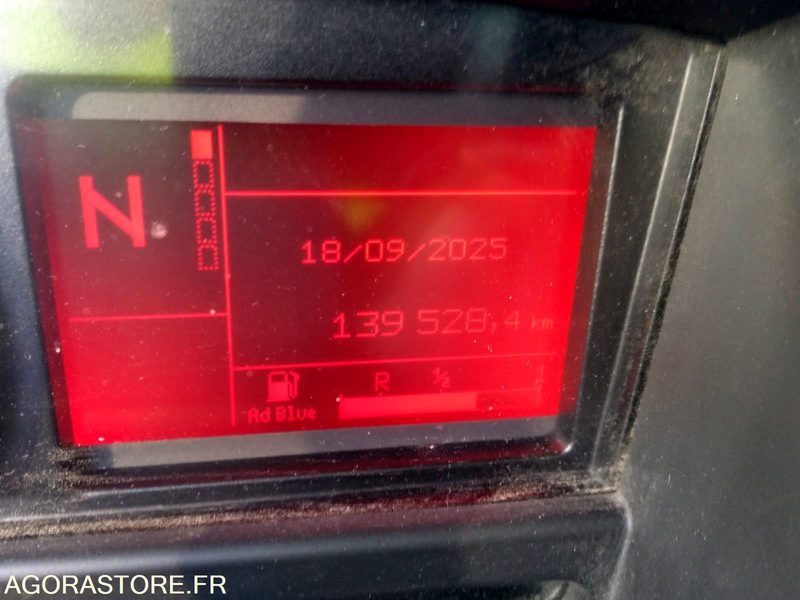 N
18/09/2025
139 528,4 km
R 1/2
Ad Blue
AGORASTORE.FR